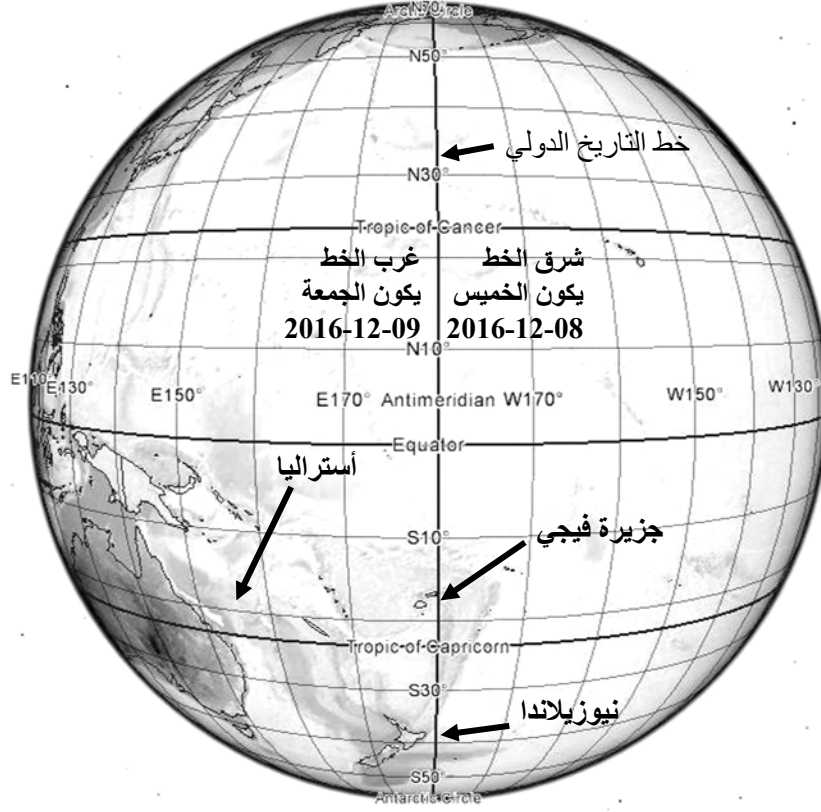 Arctic Circle
N70°
N50°
خط التاريخ الدولي
N30°
Tropic of Cancer
شرق الخط
يكون الخميس
2016-12-08
غرب الخط
يكون الجمعة
2016-12-09
N10°
E110° E130° E150° E170° Antimeridian W170° W150° W130°
Equator
أستراليا
S10°
جزيرة فيجي
Tropic of Capricorn
S30°
نيوزيلاندا
S50°
Antarctic Circle